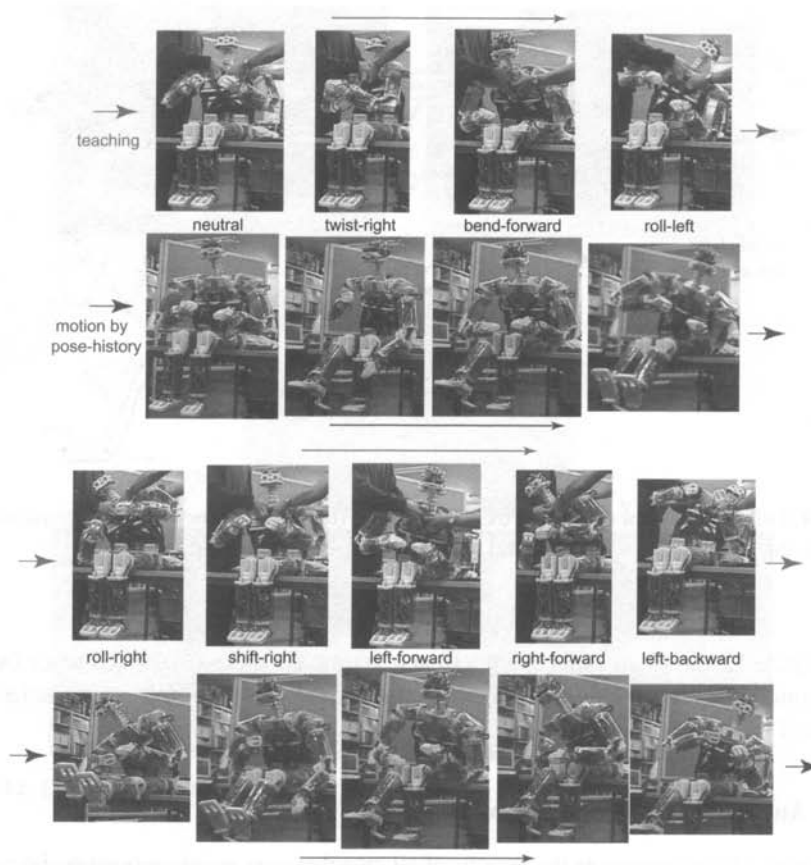 teaching
neutral
twist-right
bend-forward
roll-left
motion by
pose-history
roll-right
shift-right
left-forward
right-forward
left-backward